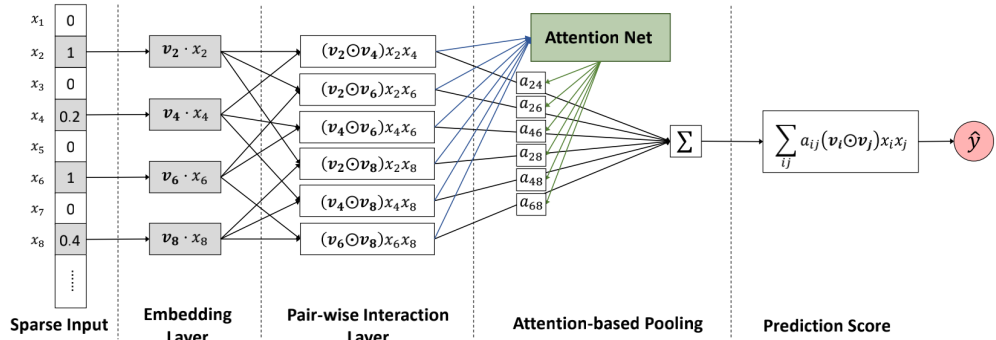 x₁ 0
x₂ 1
x₃ 0
x₄ 0.2
x₅ 0
x₆ 1
x₇ 0
x₈ 0.4
......
Sparse Input
v₂ · x₂
v₄ · x₄
v₆ · x₆
v₈ · x₈
Embedding
Layer
(v₂⊙v₄)x₂x₄
(v₂⊙v₆)x₂x₆
(v₄⊙v₆)x₄x₆
(v₂⊙v₈)x₂x₈
(v₄⊙v₈)x₄x₈
(v₆⊙v₈)x₆x₈
Pair-wise Interaction
Layer
Attention Net
a₂₄
a₂₆
a₄₆
a₂₈
a₄₈
a₆₈
∑
Attention-based Pooling
∑ᵢⱼ aᵢⱼ(vᵢ⊙vⱼ)xᵢxⱼ
ŷ
Prediction Score